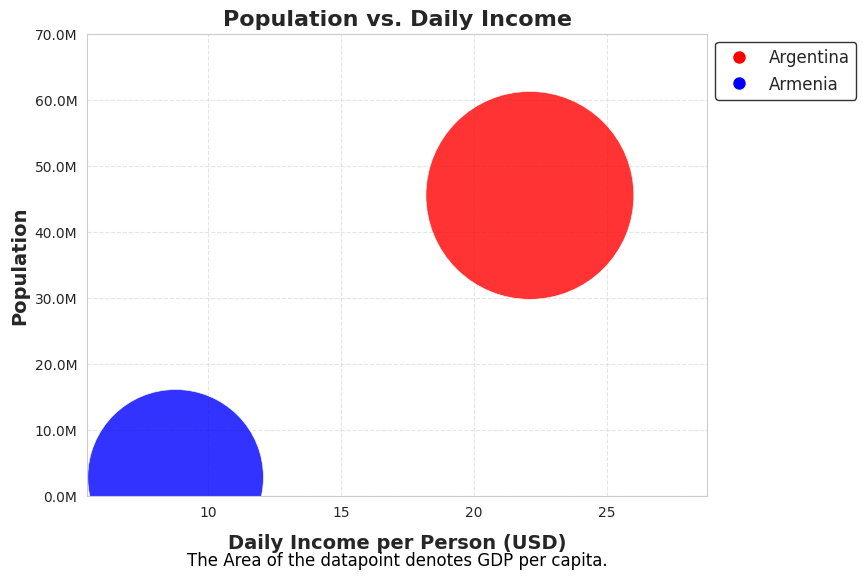 Population vs. Daily Income
70.0M
60.0M
50.0M
40.0M
30.0M
20.0M
10.0M
0.0M
Population
10
15
20
25
Daily Income per Person (USD)
The Area of the datapoint denotes GDP per capita.
Argentina
Armenia